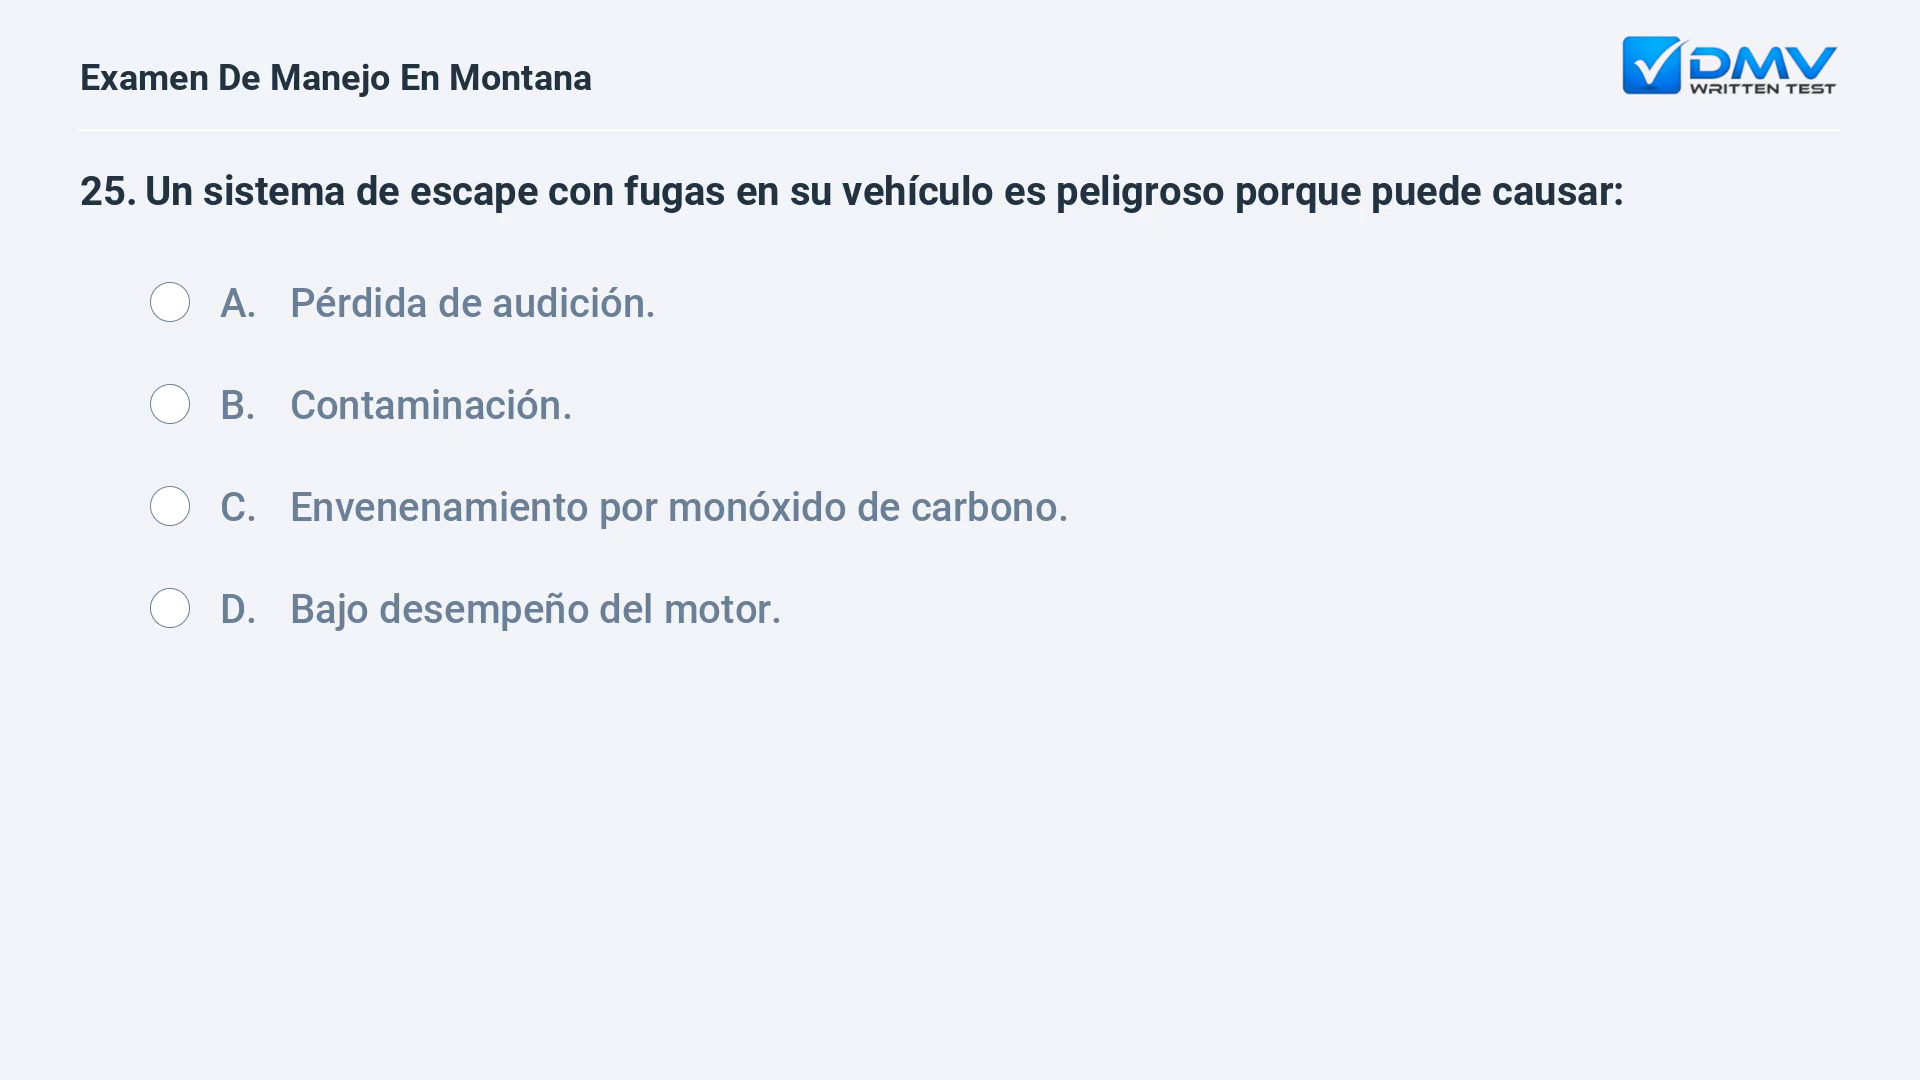 Examen De Manejo En Montana
DMV
WRITTEN TEST
25. Un sistema de escape con fugas en su vehículo es peligroso porque puede causar:
A. Pérdida de audición.
B. Contaminación.
C. Envenenamiento por monóxido de carbono.
D. Bajo desempeño del motor.